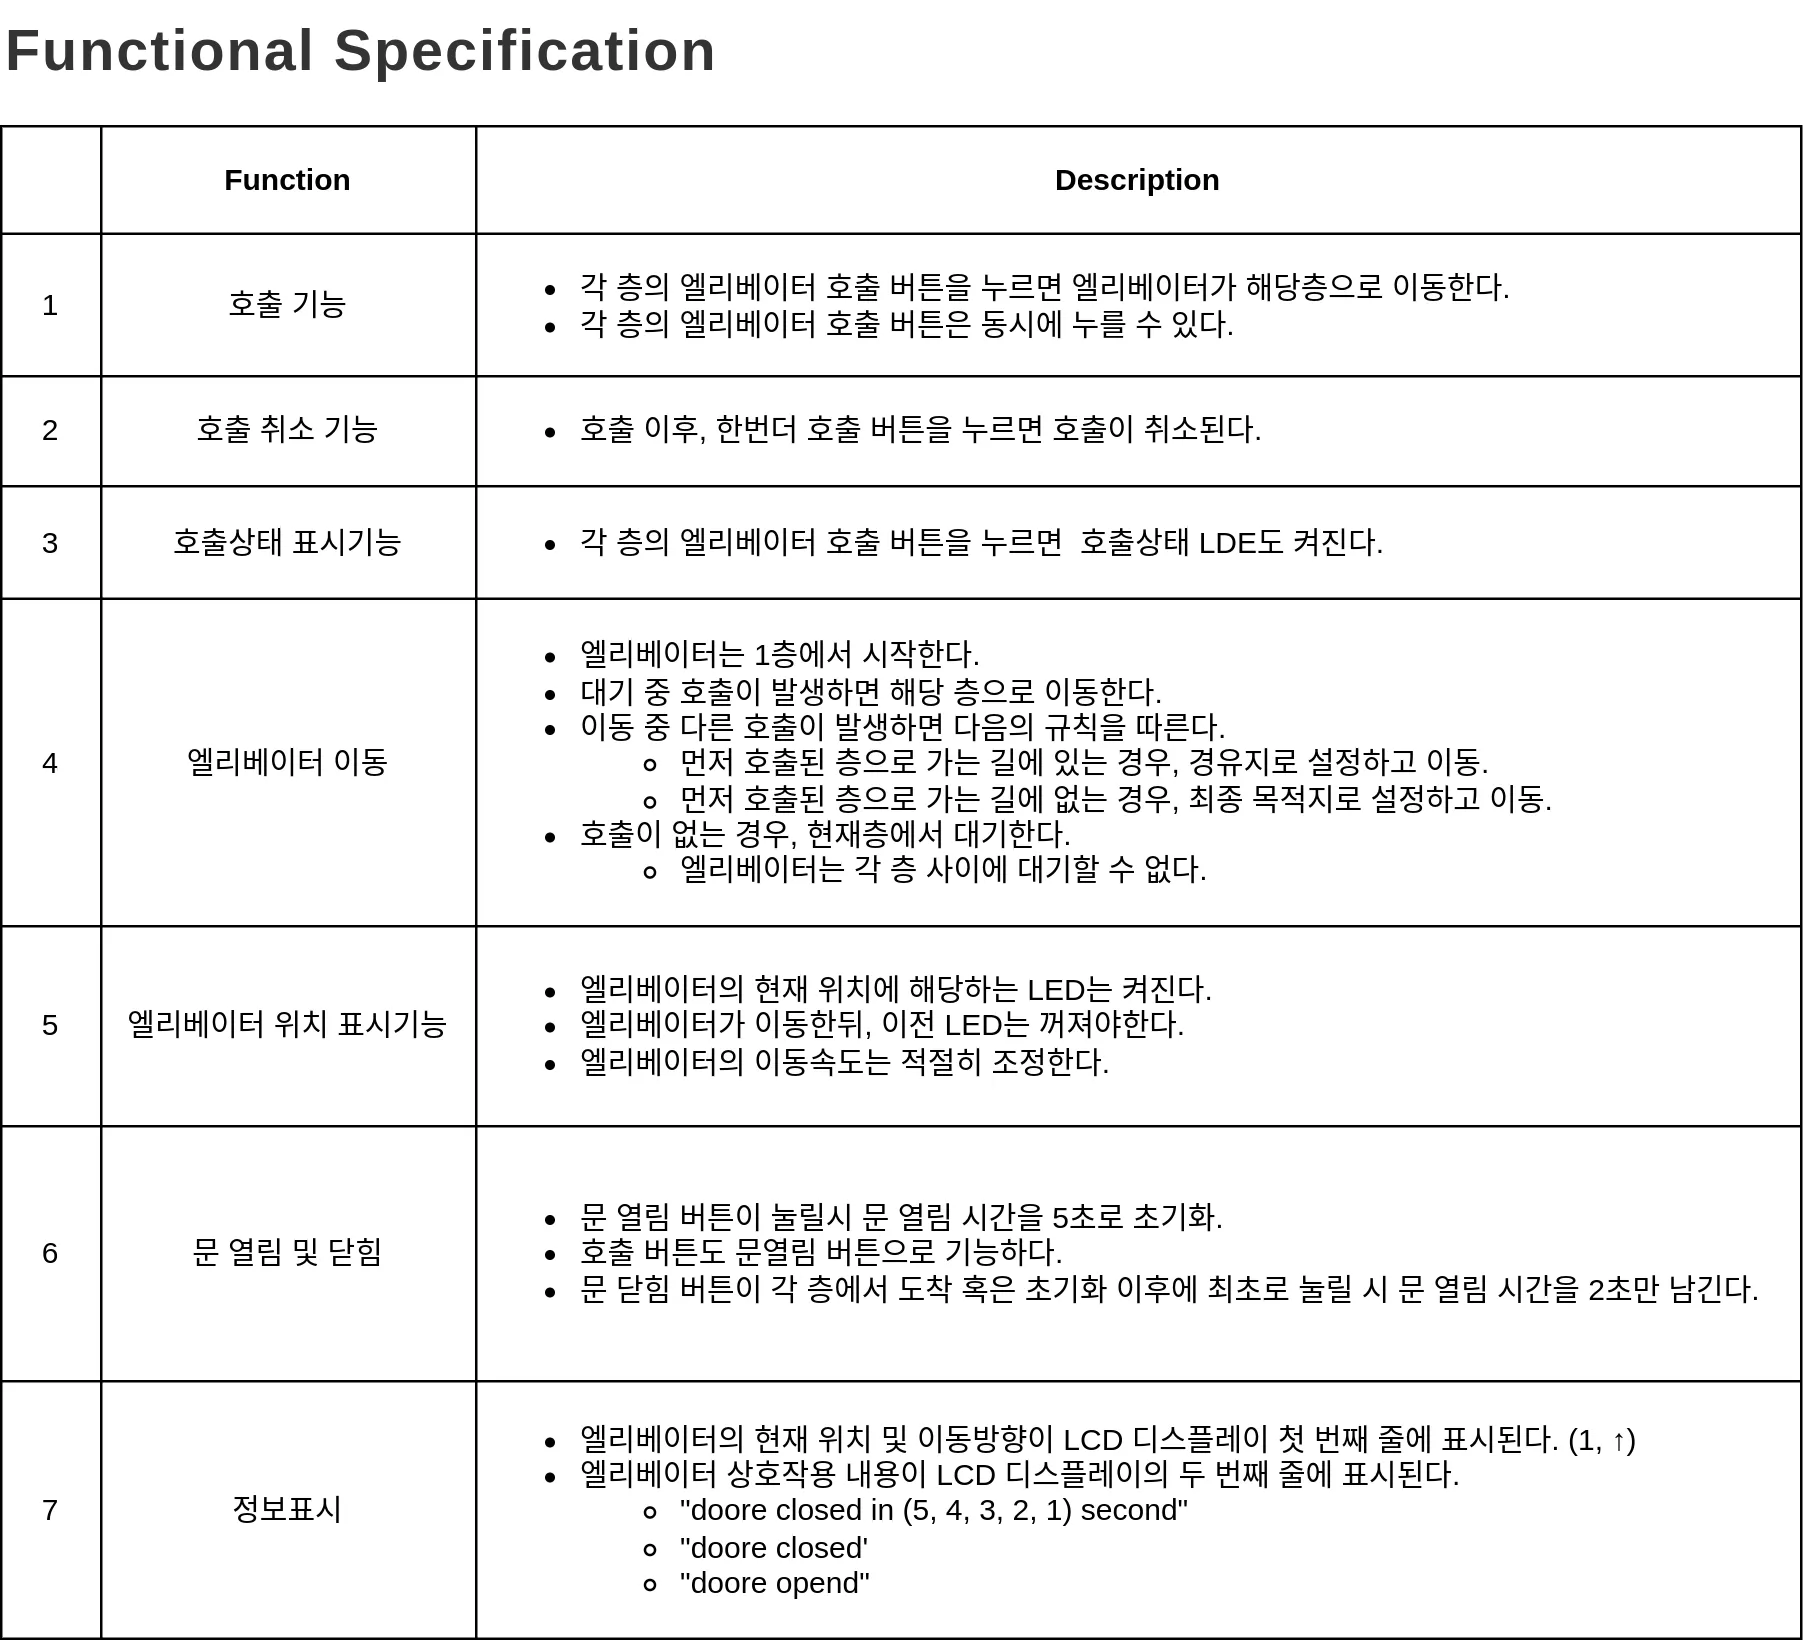 Functional Specification
Function
Description
1
호출 기능
각 층의 엘리베이터 호출 버튼을 누르면 엘리베이터가 해당층으로 이동한다.
각 층의 엘리베이터 호출 버튼은 동시에 누를 수 있다.
2
호출 취소 기능
호출 이후, 한번더 호출 버튼을 누르면 호출이 취소된다.
3
호출상태 표시기능
각 층의 엘리베이터 호출 버튼을 누르면  호출상태 LDE도 켜진다.
4
엘리베이터 이동
엘리베이터는 1층에서 시작한다.
대기 중 호출이 발생하면 해당 층으로 이동한다.
이동 중 다른 호출이 발생하면 다음의 규칙을 따른다.
먼저 호출된 층으로 가는 길에 있는 경우, 경유지로 설정하고 이동.
먼저 호출된 층으로 가는 길에 없는 경우, 최종 목적지로 설정하고 이동.
호출이 없는 경우, 현재층에서 대기한다.
엘리베이터는 각 층 사이에 대기할 수 없다.
5
엘리베이터 위치 표시기능
엘리베이터의 현재 위치에 해당하는 LED는 켜진다.
엘리베이터가 이동한뒤, 이전 LED는 꺼져야한다.
엘리베이터의 이동속도는 적절히 조정한다.
6
문 열림 및 닫힘
문 열림 버튼이 눌릴시 문 열림 시간을 5초로 초기화.
호출 버튼도 문열림 버튼으로 기능하다.
문 닫힘 버튼이 각 층에서 도착 혹은 초기화 이후에 최초로 눌릴 시 문 열림 시간을 2초만 남긴다.
7
정보표시
엘리베이터의 현재 위치 및 이동방향이 LCD 디스플레이 첫 번째 줄에 표시된다. (1, ↑)
엘리베이터 상호작용 내용이 LCD 디스플레이의 두 번째 줄에 표시된다.
"doore closed in (5, 4, 3, 2, 1) second"
"doore closed'
"doore opend"